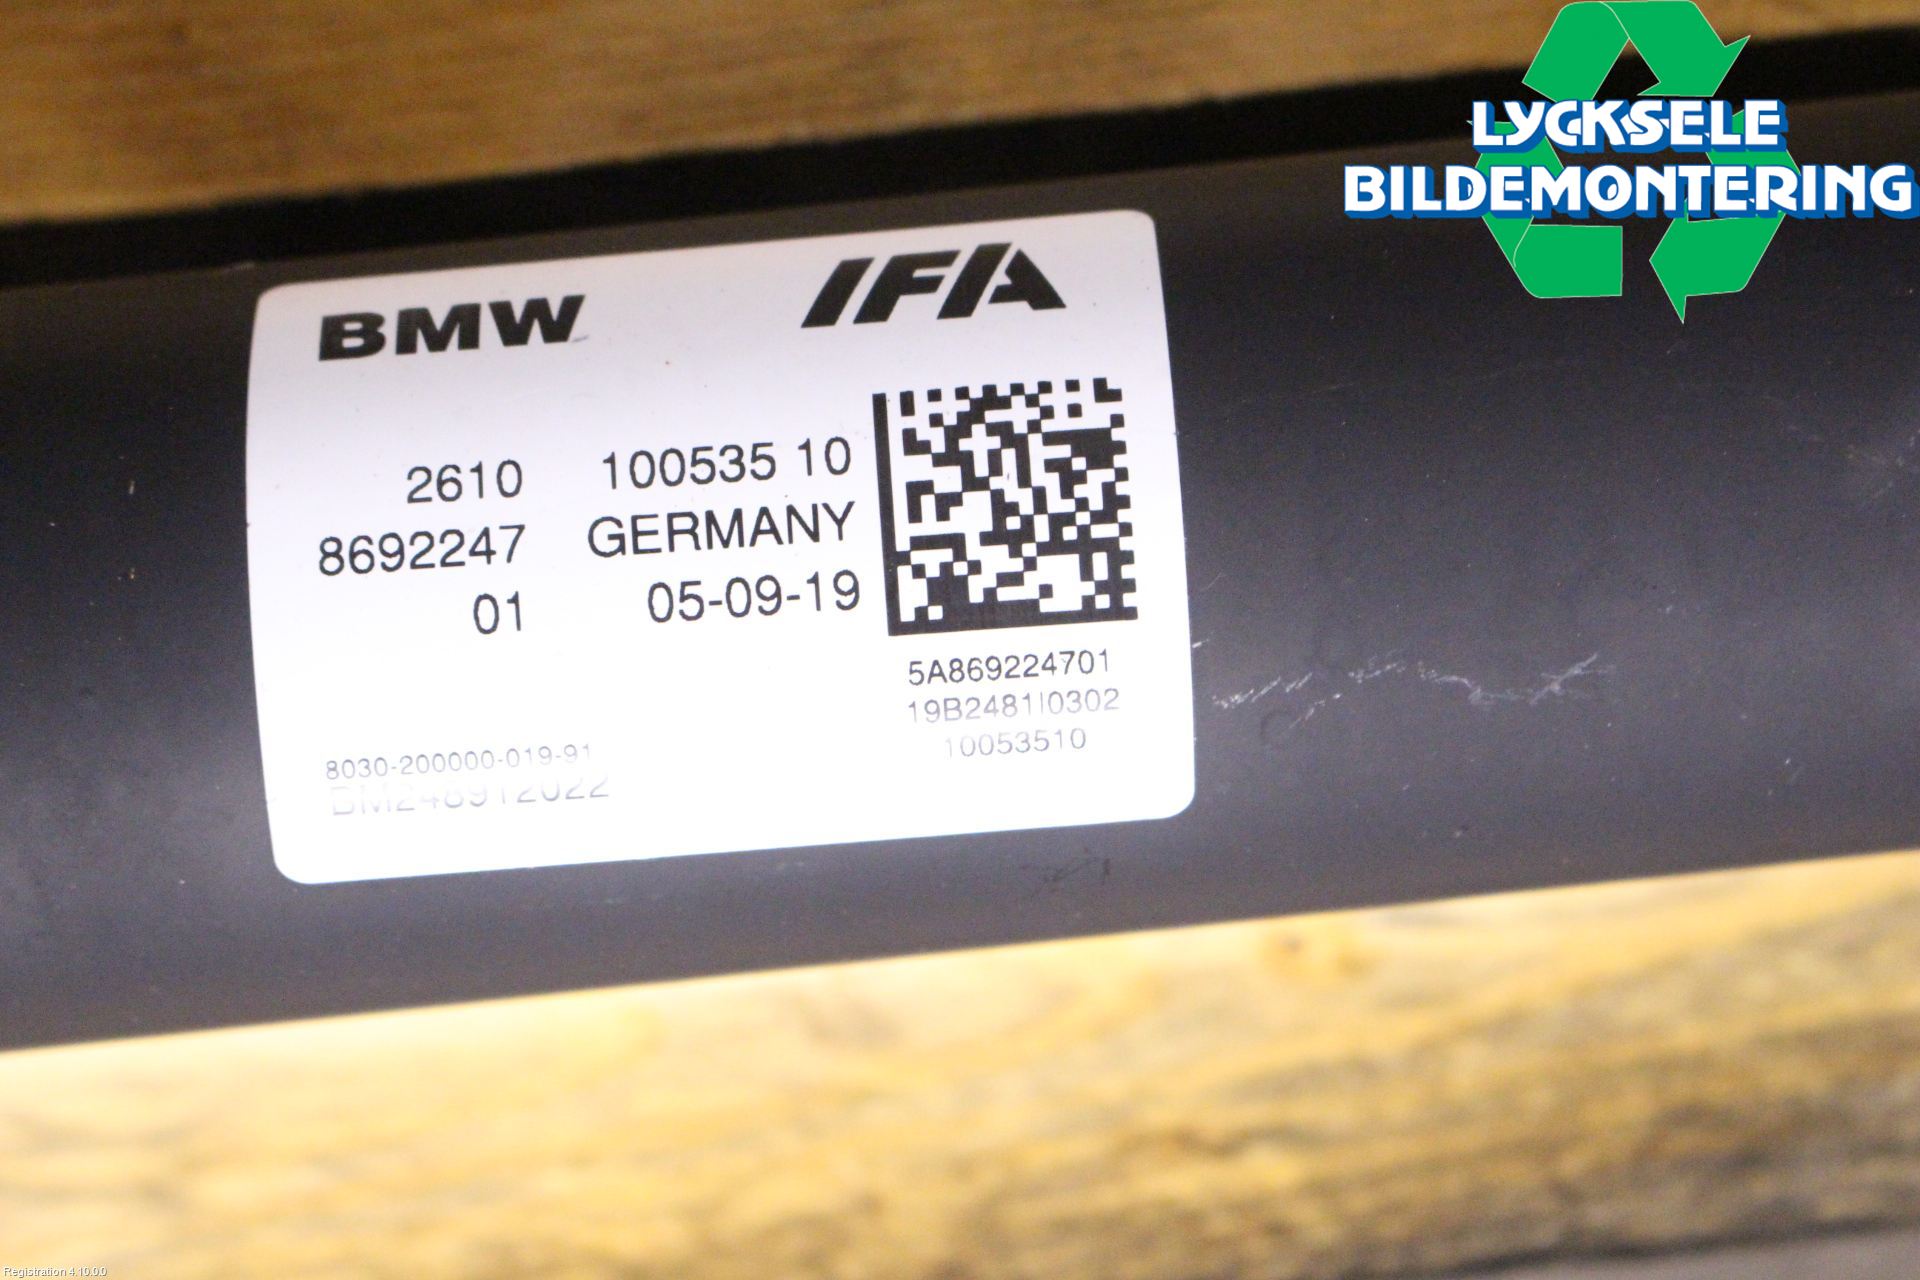 LYCKSELE
BILDEMONTERING
BMW IFA
2610 100535 10
8692247 GERMANY
01 05-09-19
5A869224701
19B2481I0302
10053510
8030-200000-019-91
BM248912022
Registration 4.10.0.0